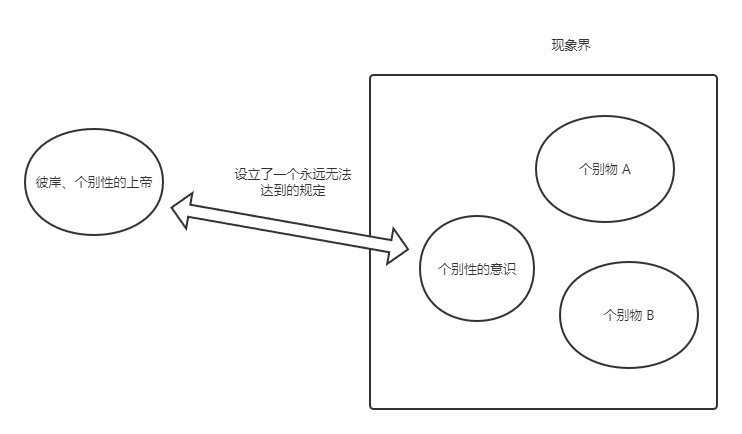 现象界
彼岸、个别性的上帝
设立了一个永远无法
达到的规定
个别物 A
个别性的意识
个别物 B